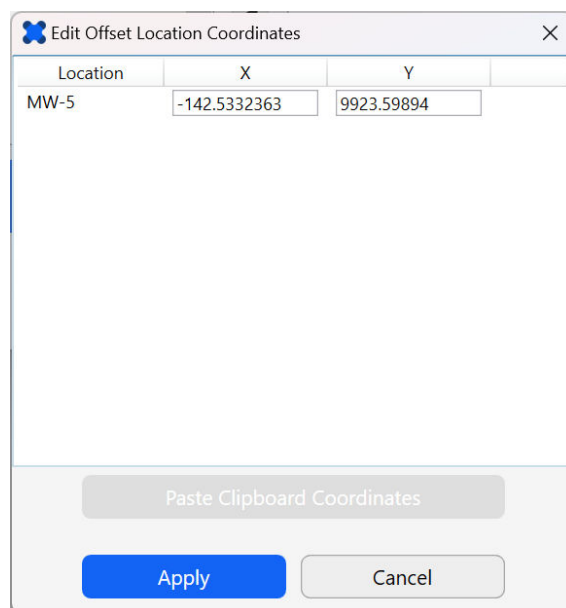 Edit Offset Location Coordinates
Location X Y
MW-5 -142.5332363 9923.59894
Paste Clipboard Coordinates
Apply Cancel